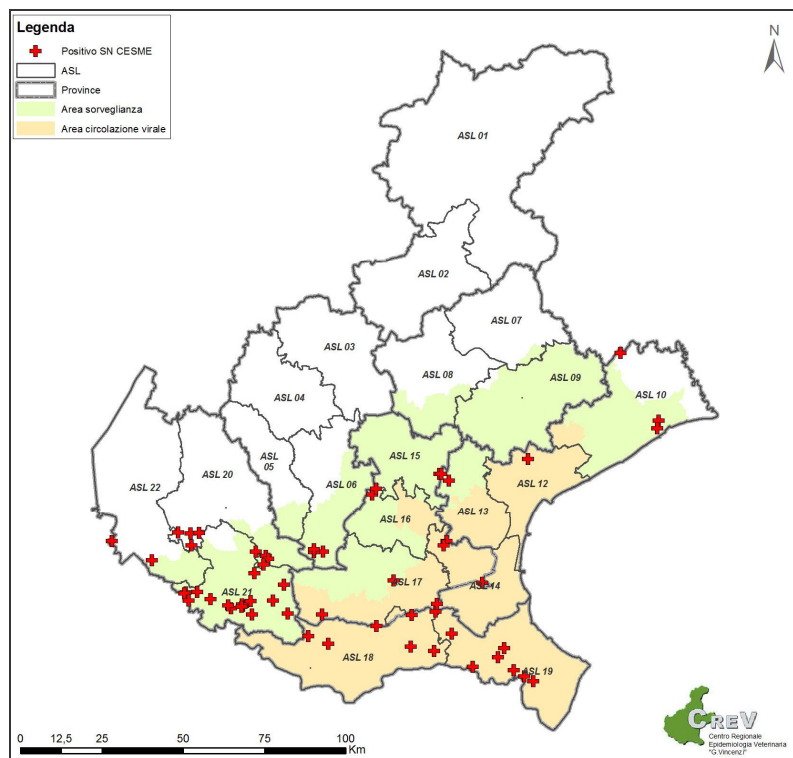 Legenda
Positivo SN CESME
ASL
Province
Area sorveglianza
Area circolazione virale
N
ASL 01
ASL 02
ASL 07
ASL 03
ASL 08
ASL 09
ASL 10
ASL 04
ASL 15
ASL 05
ASL 20
ASL 06
ASL 22
ASL 12
ASL 16
ASL 13
ASL 17
ASL 14
ASL 21
ASL 18
ASL 19
0 12,5 25 50 75 100
Km
CREV
Centro Regionale
Epidemiologia Veterinaria
"G.Vincenzi"